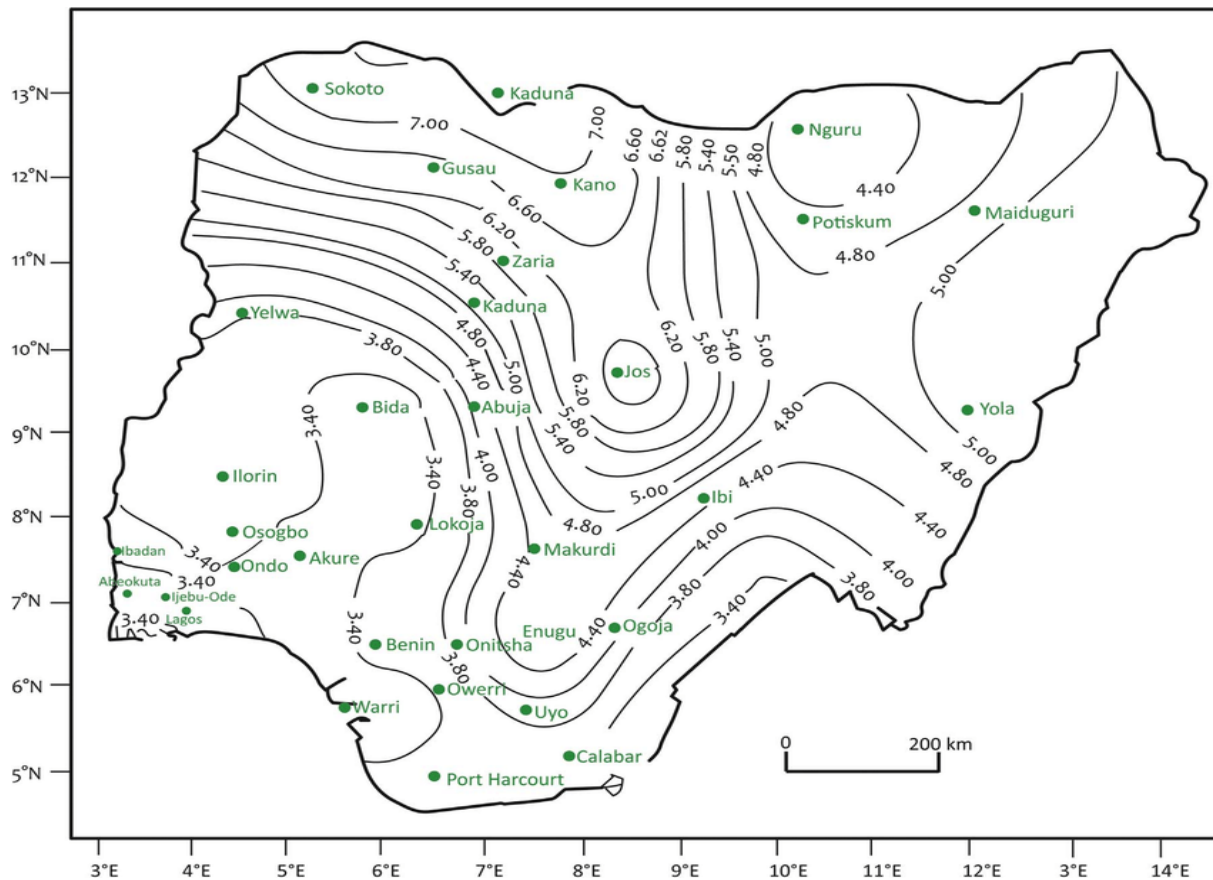 13°N
12°N
11°N
10°N
9°N
8°N
7°N
6°N
5°N
Sokoto
Kaduna
7.00
7.00
6.60
6.62
5.80
5.40
5.50
4.80
Nguru
Gusau
Kano
4.40
6.60
6.20
Potiskum
Maiduguri
5.80
Zaria
4.80
5.40
5.00
Kaduna
Yelwa
4.80
3.80
4.40
5.00
6.20
5.80
5.40
5.00
Jos
6.20
Bida
Abuja
5.80
4.80
Yola
3.40
5.40
5.00
Ilorin
3.40
4.00
4.40
4.80
5.00
Ibi
3.80
4.80
4.40
Osogbo
Lokoja
4.00
Ibadan
3.40
Akure
Makurdi
Ondo
4.40
4.00
3.80
3.80
Abeokuta
3.40
Ijebu-Ode
3.40
Lagos
3.40
3.40
Enugu
4.40
Ogoja
Benin
Onitsha
3.80
Owerri
Warri
Uyo
Calabar
Port Harcourt
0
200 km
3°E
4°E
5°E
6°E
7°E
8°E
9°E
10°E
11°E
12°E
3°E
14°E